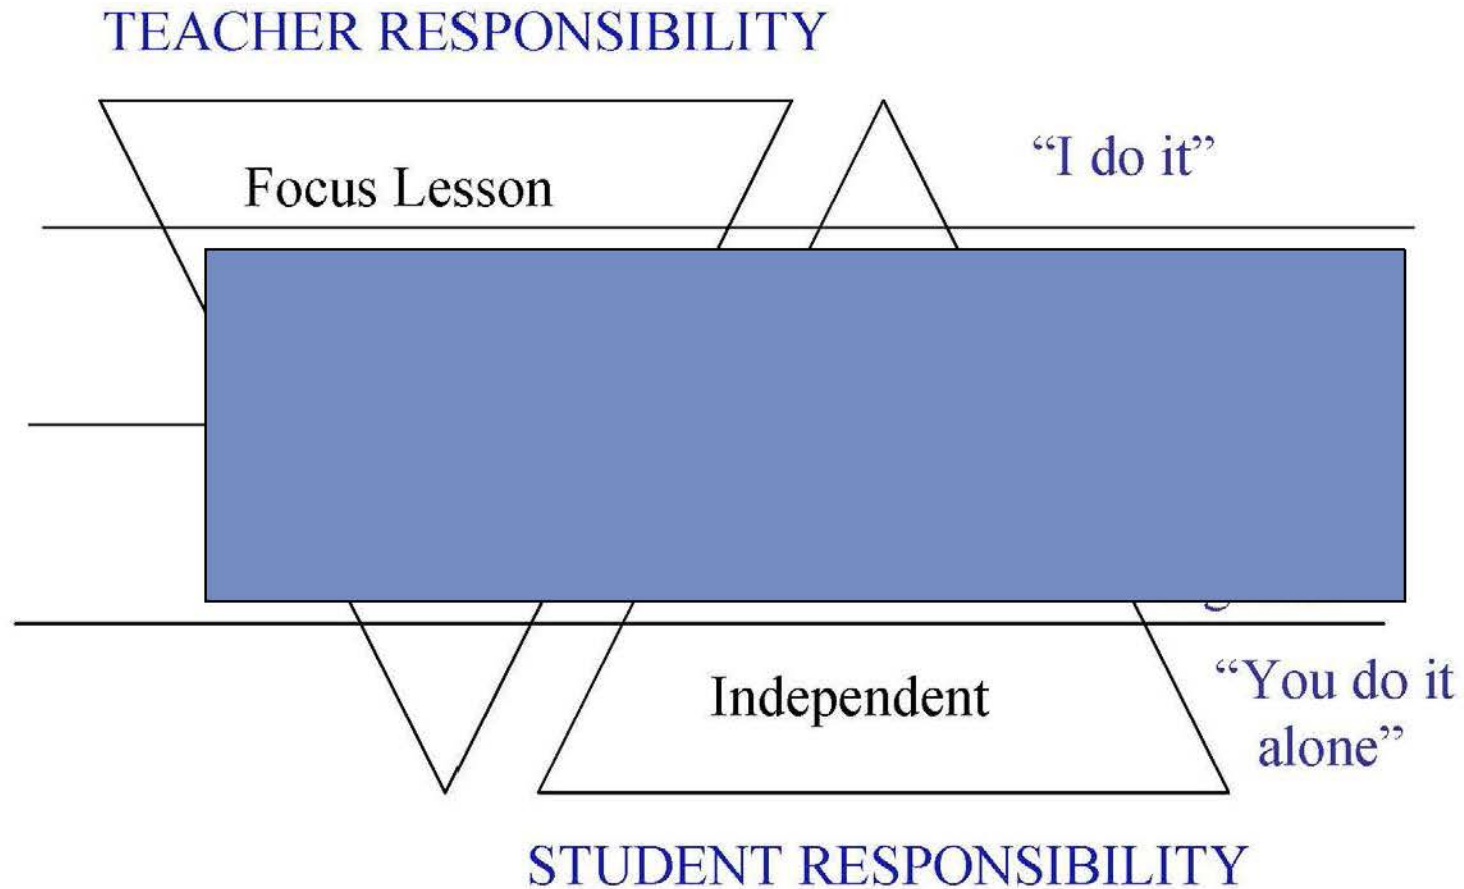 TEACHER RESPONSIBILITY
“I do it”
Focus Lesson
Independent
“You do it
alone”
STUDENT RESPONSIBILITY